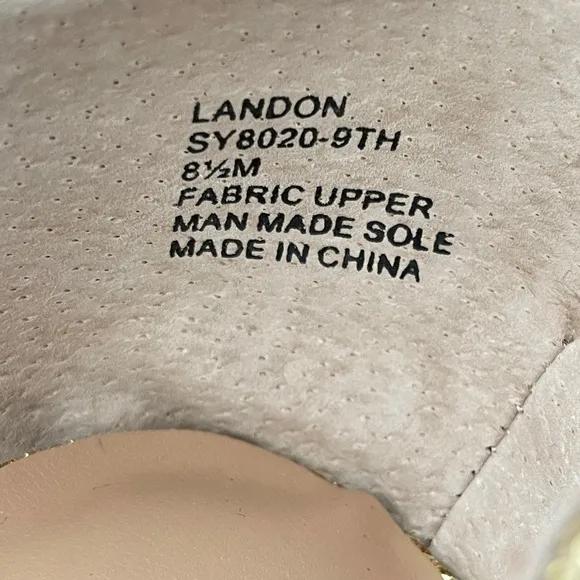 LANDON
SY8020-9TH
8½M
FABRIC UPPER
MAN MADE SOLE
MADE IN CHINA